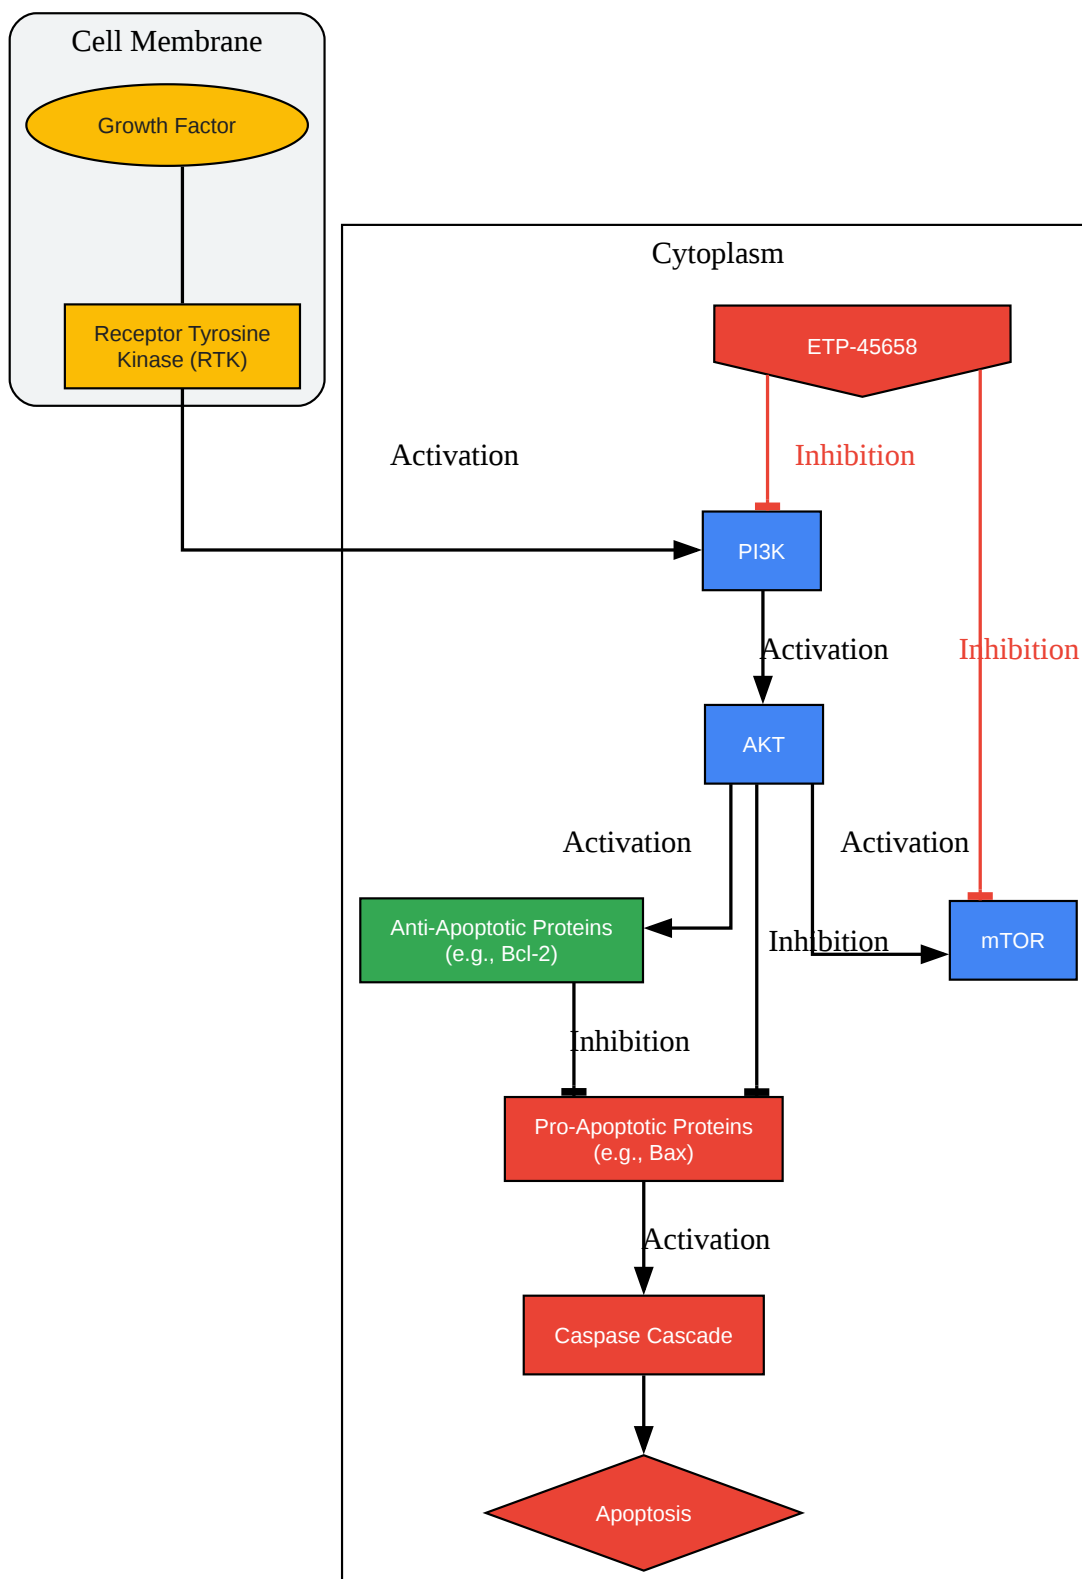 Cell Membrane
Growth Factor
Receptor Tyrosine
Kinase (RTK)
Cytoplasm
ETP-45658
Activation
Inhibition
PI3K
Activation
Inhibition
AKT
Activation
Activation
Anti-Apoptotic Proteins
(e.g., Bcl-2)
Inhibition
mTOR
Inhibition
Pro-Apoptotic Proteins
(e.g., Bax)
Activation
Caspase Cascade
Apoptosis